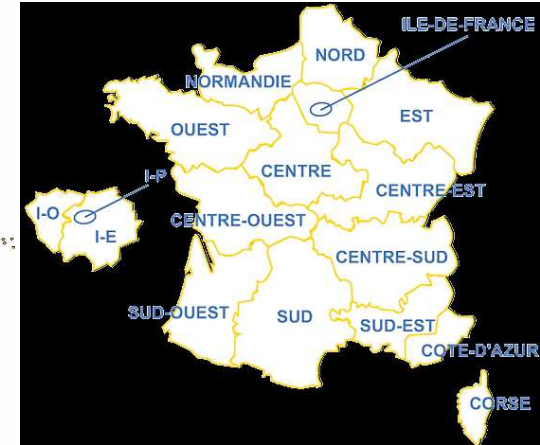 ILE-DE-FRANCE
NORD
NORMANDIE
EST
OUEST
CENTRE
I-P
CENTRE-EST
I-O
CENTRE-OUEST
I-E
CENTRE-SUD
SUD-OUEST
SUD
SUD-EST
COTE-D'AZUR
CORSE